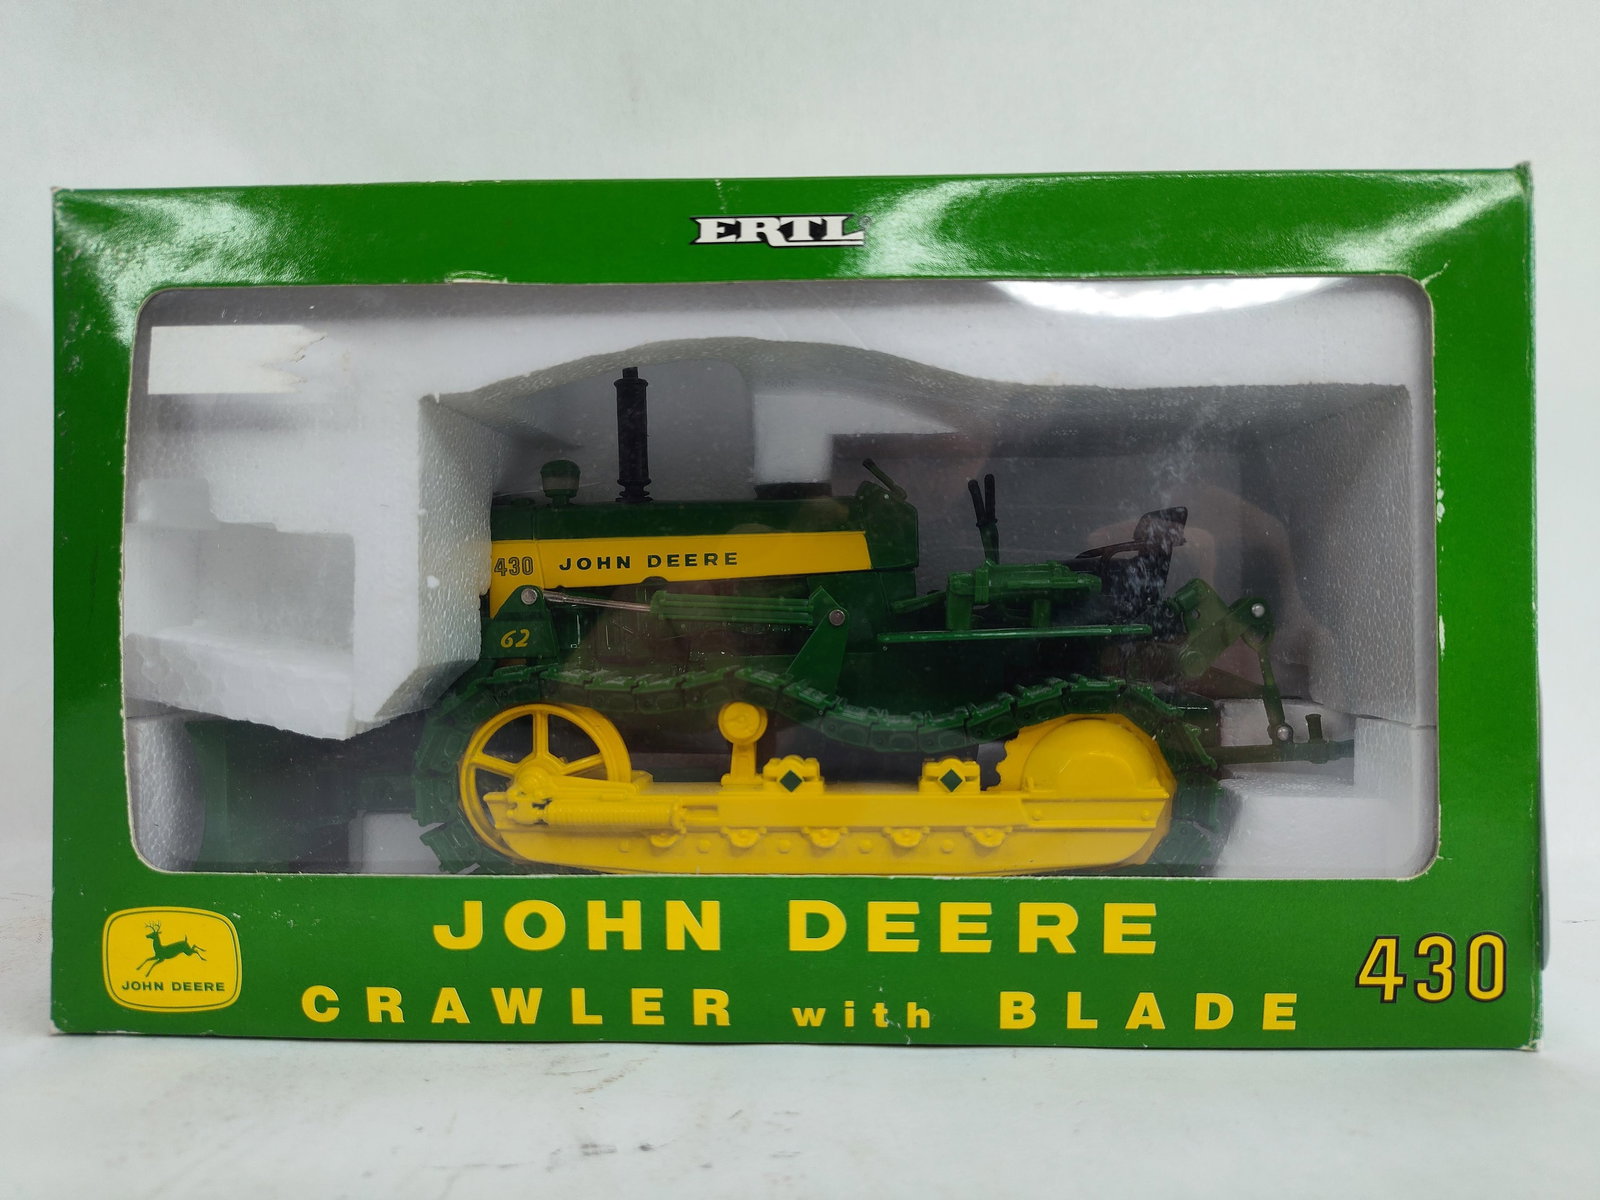 ERTL
430 JOHN DEERE
62
JOHN DEERE
CRAWLER with BLADE
430
JOHN DEERE